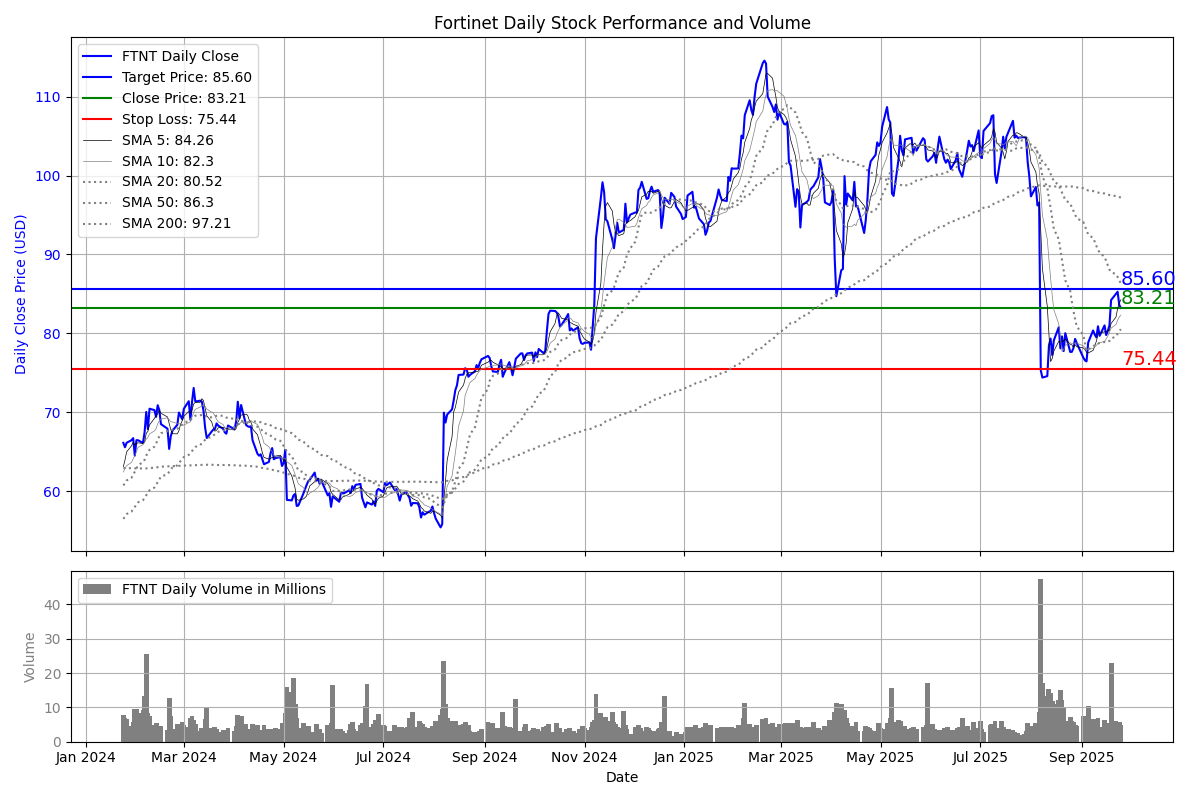 Fortinet Daily Stock Performance and Volume
FTNT Daily Close
Target Price: 85.60
Close Price: 83.21
Stop Loss: 75.44
SMA 5: 84.26
SMA 10: 82.3
SMA 20: 80.52
SMA 50: 86.3
SMA 200: 97.21
Daily Close Price (USD)
110
100
90
80
70
60
85.60
83.21
75.44
FTNT Daily Volume in Millions
Volume
40
30
20
10
0
Jan 2024 Mar 2024 May 2024 Jul 2024 Sep 2024 Nov 2024 Jan 2025 Mar 2025 May 2025 Jul 2025 Sep 2025
Date